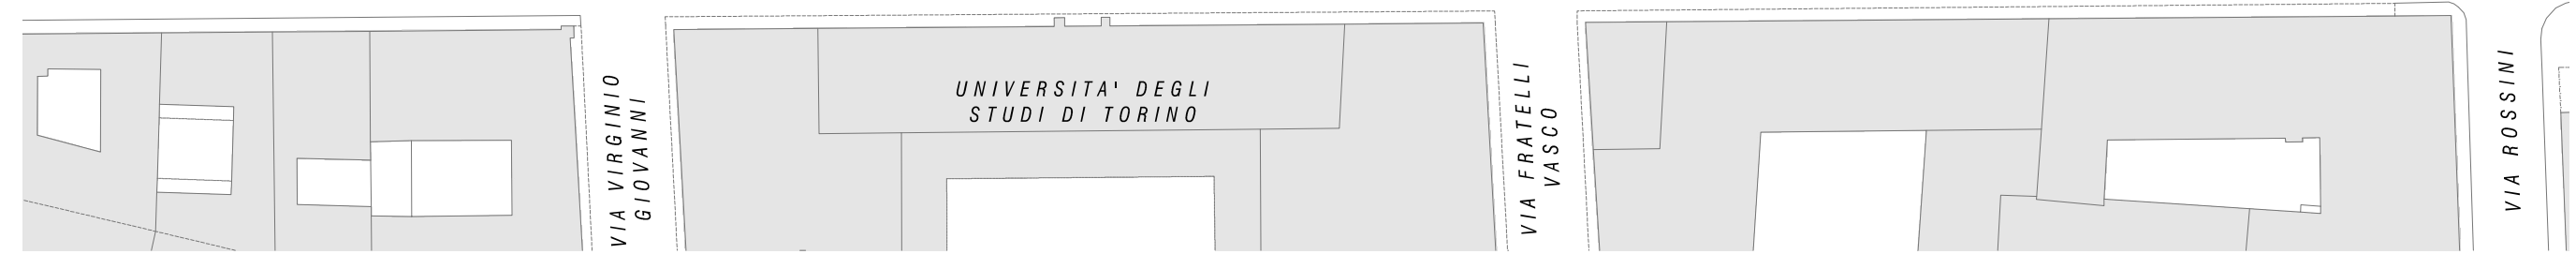 VIA VIRGINIO
GIOVANNI
UNIVERSITA' DEGLI
STUDI DI TORINO
VIA FRATELLI
VASCO
VIA ROSSINI